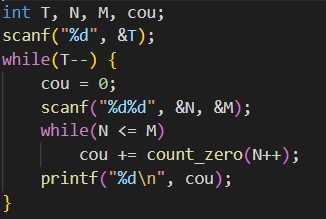 int T, N, M, cou;
scanf("%d", &T);
while(T--) {
    cou = 0;
    scanf("%d%d", &N, &M);
    while(N <= M)
        cou += count_zero(N++);
    printf("%d\n", cou);
}